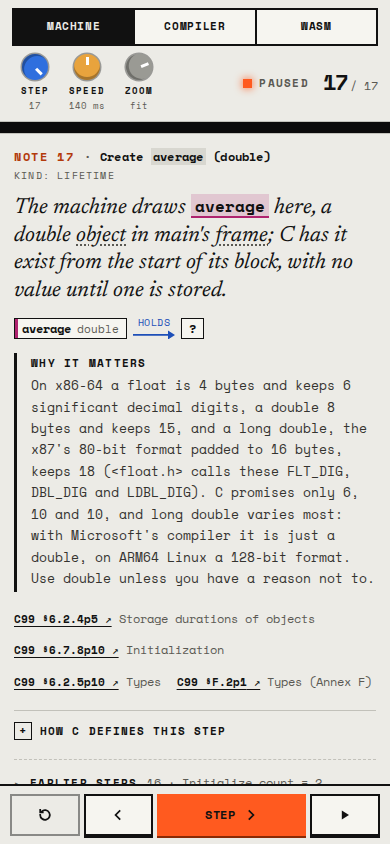 MACHINE COMPILER WASM
STEP SPEED ZOOM
17 140 ms fit
PAUSED 17 / 17
NOTE 17 · Create average (double)
KIND: LIFETIME
The machine draws average here, a
double object in main's frame; C has it
exist from the start of its block, with no
value until one is stored.
average double HOLDS ?
WHY IT MATTERS
On x86-64 a float is 4 bytes and keeps 6
significant decimal digits, a double 8
bytes and keeps 15, and a long double, the
x87's 80-bit format padded to 16 bytes,
keeps 18 (<float.h> calls these FLT_DIG,
DBL_DIG and LDBL_DIG). C promises only 6,
10 and 10, and long double varies most:
with Microsoft's compiler it is just a
double, on ARM64 Linux a 128-bit format.
Use double unless you have a reason not to.
C99 §6.2.4p5 ↗ Storage durations of objects
C99 §6.7.8p10 ↗ Initialization
C99 §6.2.5p10 ↗ Types C99 §F.2p1 ↗ Types (Annex F)
+ HOW C DEFINES THIS STEP
EARLIER STEPS 16 · Initialize count = 3
STEP